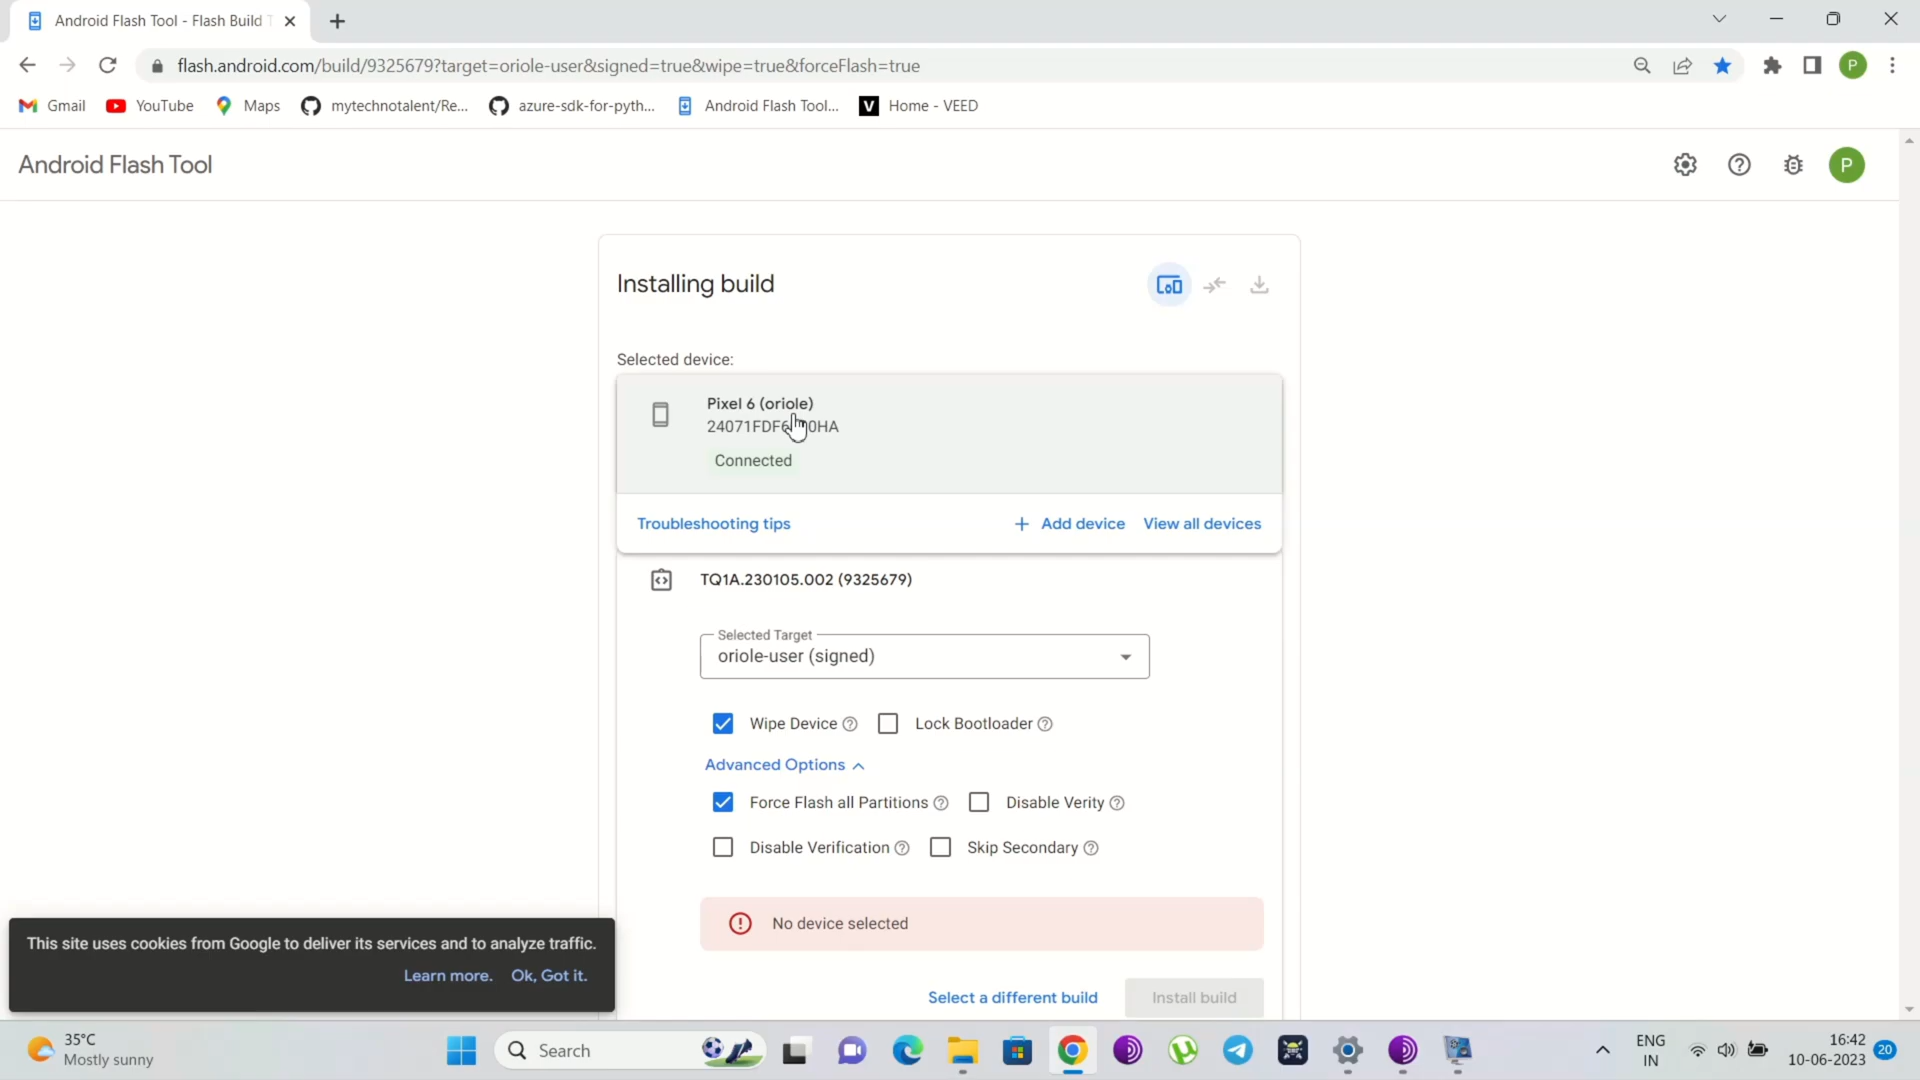 Android Flash Tool - Flash Build T
flash.android.com/build/9325679?target=oriole-user&signed=true&wipe=true&forceFlash=true
P
Gmail
YouTube
Maps
mytechnotalent/Re...
azure-sdk-for-pyth...
Android Flash Tool...
V
Home - VEED
Android Flash Tool
P
Installing build
Selected device:
Pixel 6 (oriole)
Connected
Troubleshooting tips
+ Add device
View all devices
TQ1A.230105.002 (9325679)
Selected Target
oriole-user (signed)
Wipe Device
Lock Bootloader
Advanced Options
Force Flash all Partitions
Disable Verity
Disable Verification
Skip Secondary
No device selected
Select a different build
Install build
This site uses cookies from Google to deliver its services and to analyze traffic.
Learn more.
Ok, Got it.
35°C
Mostly sunny
Search
ENG
IN
16:42
10-06-2023
20